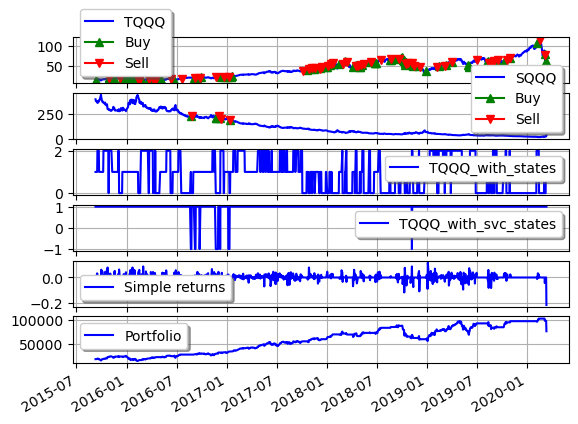 TQQQ
Buy
Sell
100
50
SQQQ
Buy
Sell
250
0
2
TQQQ_with_states
0
1
TQQQ_with_svc_states
0
−1
0.0
Simple returns
−0.2
100000
Portfolio
50000
2015-07
2016-01
2016-07
2017-01
2017-07
2018-01
2018-07
2019-01
2019-07
2020-01